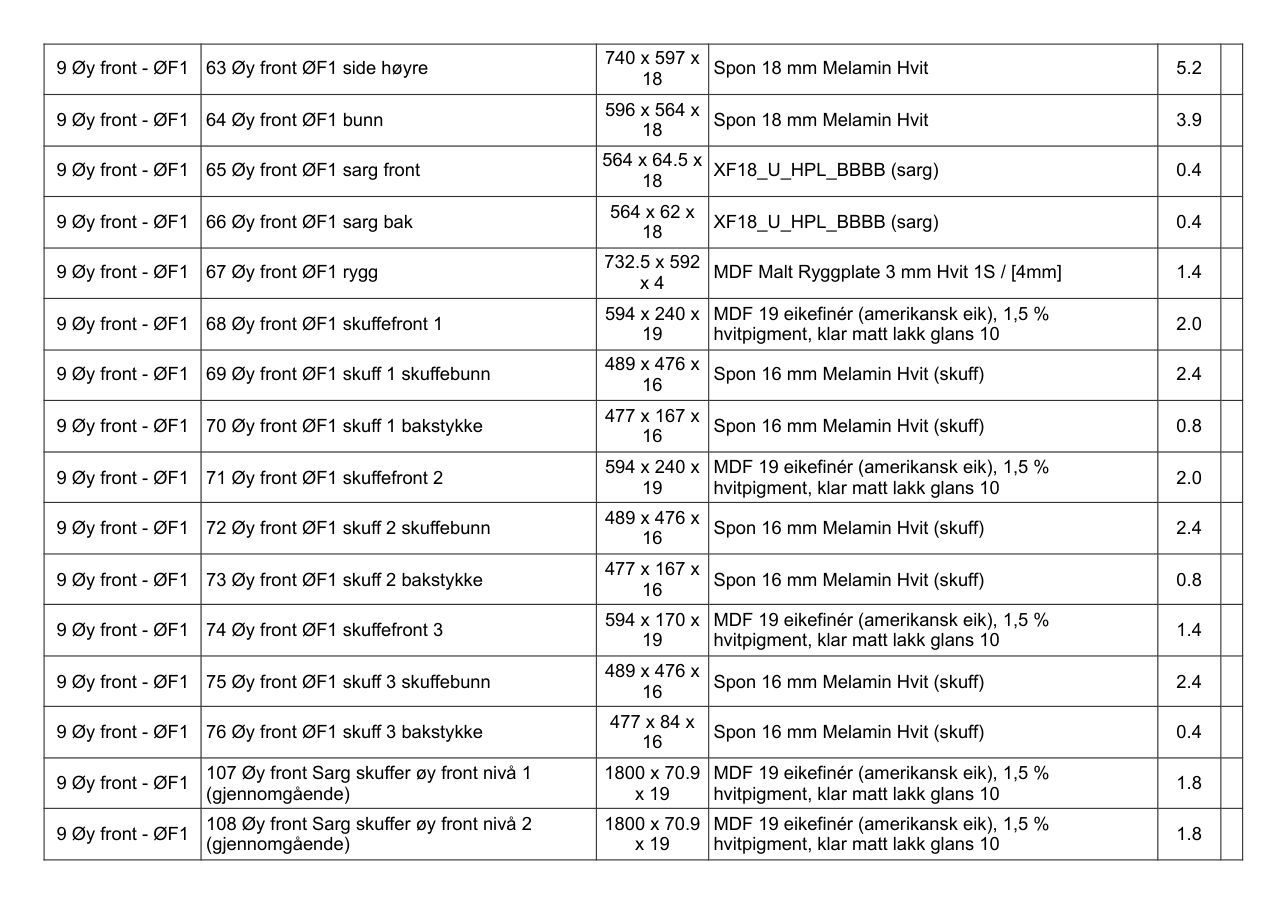 9 Øy front - ØF1 63 Øy front ØF1 side høyre 740 x 597 x 18 Spon 18 mm Melamin Hvit 5.2
9 Øy front - ØF1 64 Øy front ØF1 bunn 596 x 564 x 18 Spon 18 mm Melamin Hvit 3.9
9 Øy front - ØF1 65 Øy front ØF1 sarg front 564 x 64.5 x 18 XF18_U_HPL_BBBB (sarg) 0.4
9 Øy front - ØF1 66 Øy front ØF1 sarg bak 564 x 62 x 18 XF18_U_HPL_BBBB (sarg) 0.4
9 Øy front - ØF1 67 Øy front ØF1 rygg 732.5 x 592 x 4 MDF Malt Ryggplate 3 mm Hvit 1S / [4mm] 1.4
9 Øy front - ØF1 68 Øy front ØF1 skuffefront 1 594 x 240 x 19 MDF 19 eikefinér (amerikansk eik), 1,5 % hvitpigment, klar matt lakk glans 10 2.0
9 Øy front - ØF1 69 Øy front ØF1 skuff 1 skuffebunn 489 x 476 x 16 Spon 16 mm Melamin Hvit (skuff) 2.4
9 Øy front - ØF1 70 Øy front ØF1 skuff 1 bakstykke 477 x 167 x 16 Spon 16 mm Melamin Hvit (skuff) 0.8
9 Øy front - ØF1 71 Øy front ØF1 skuffefront 2 594 x 240 x 19 MDF 19 eikefinér (amerikansk eik), 1,5 % hvitpigment, klar matt lakk glans 10 2.0
9 Øy front - ØF1 72 Øy front ØF1 skuff 2 skuffebunn 489 x 476 x 16 Spon 16 mm Melamin Hvit (skuff) 2.4
9 Øy front - ØF1 73 Øy front ØF1 skuff 2 bakstykke 477 x 167 x 16 Spon 16 mm Melamin Hvit (skuff) 0.8
9 Øy front - ØF1 74 Øy front ØF1 skuffefront 3 594 x 170 x 19 MDF 19 eikefinér (amerikansk eik), 1,5 % hvitpigment, klar matt lakk glans 10 1.4
9 Øy front - ØF1 75 Øy front ØF1 skuff 3 skuffebunn 489 x 476 x 16 Spon 16 mm Melamin Hvit (skuff) 2.4
9 Øy front - ØF1 76 Øy front ØF1 skuff 3 bakstykke 477 x 84 x 16 Spon 16 mm Melamin Hvit (skuff) 0.4
9 Øy front - ØF1 107 Øy front Sarg skuffer øy front nivå 1 (gjennomgående) 1800 x 70.9 x 19 MDF 19 eikefinér (amerikansk eik), 1,5 % hvitpigment, klar matt lakk glans 10 1.8
9 Øy front - ØF1 108 Øy front Sarg skuffer øy front nivå 2 (gjennomgående) 1800 x 70.9 x 19 MDF 19 eikefinér (amerikansk eik), 1,5 % hvitpigment, klar matt lakk glans 10 1.8